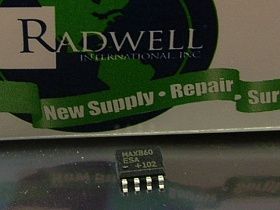 RADWELL
INTERNATIONAL, INC
New Supply • Repair • Sur
MAX860
ESA
+102